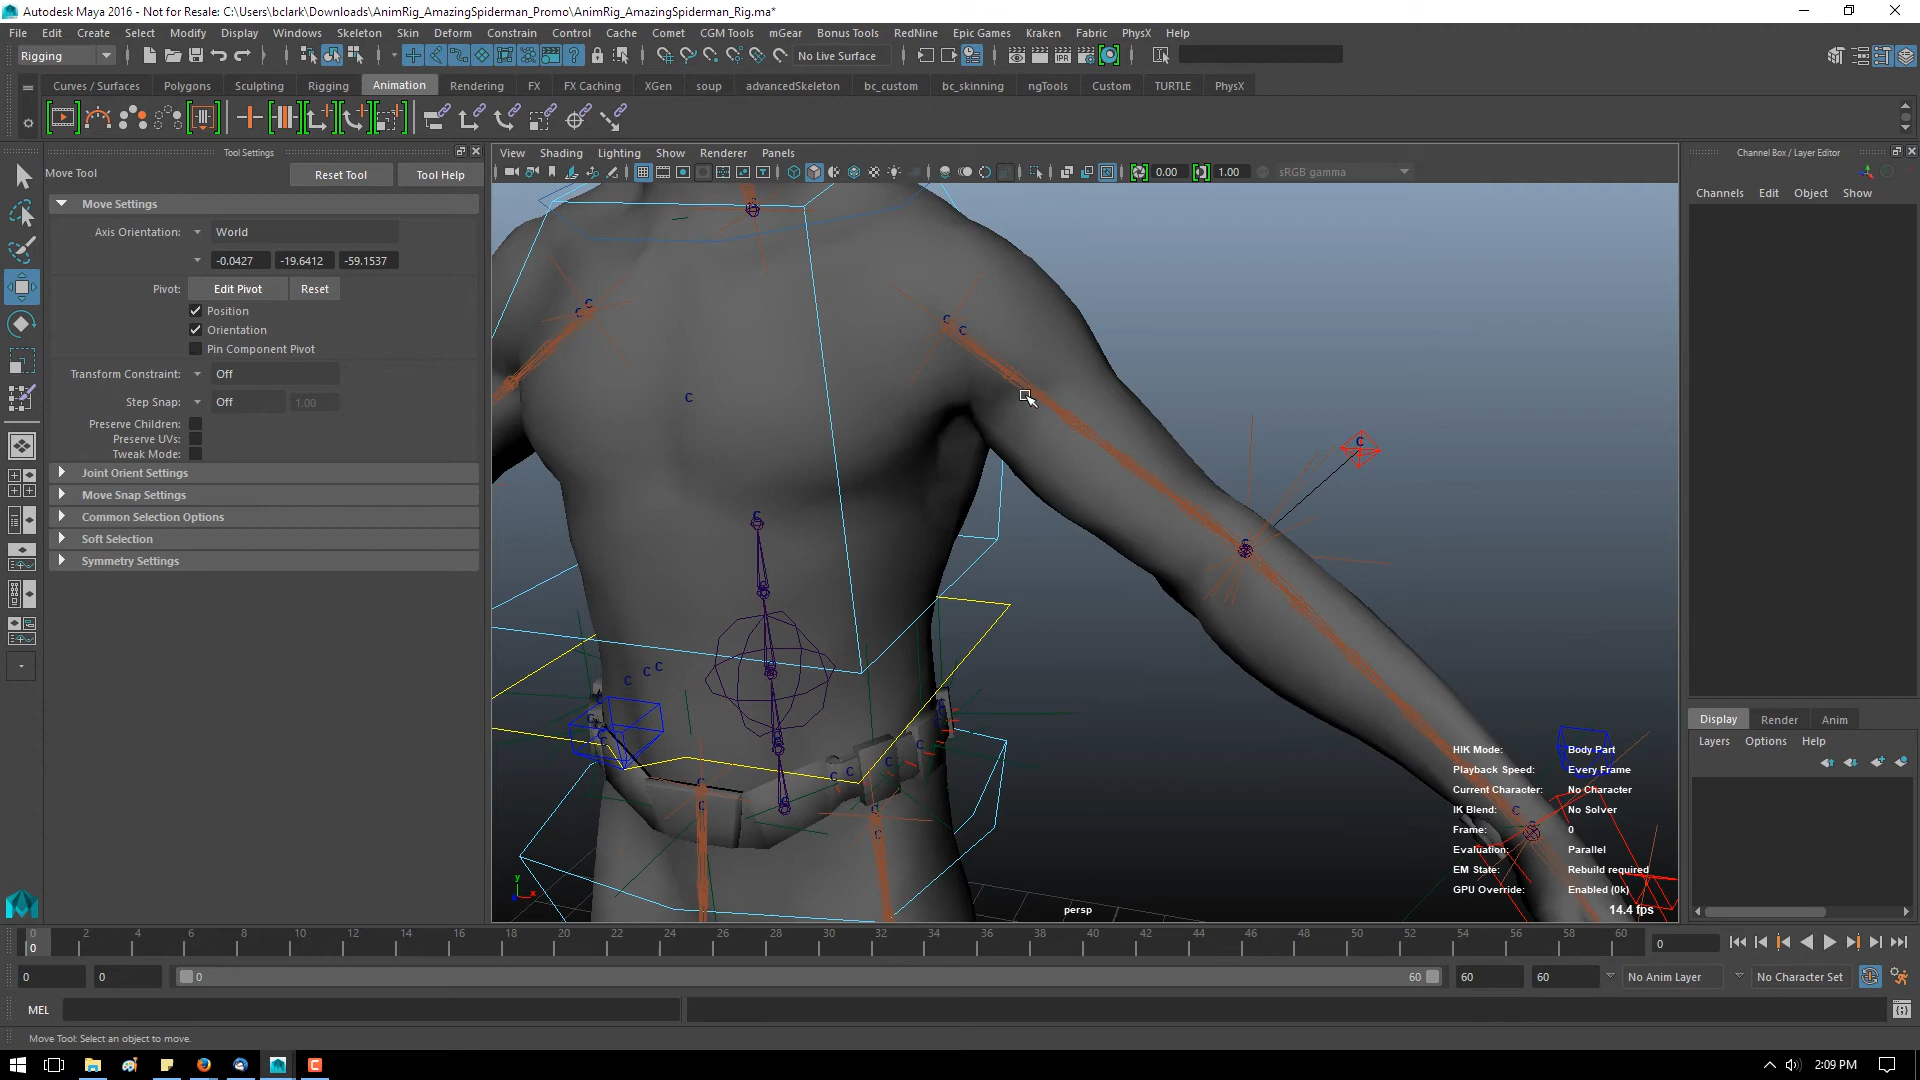 Autodesk Maya 2016 - Not for Resale: C:\Users\bclark\Downloads\AnimRig_AmazingSpiderman_Promo\AnimRig_AmazingSpiderman_Rig.ma*
File Edit Create Select Modify Display Windows Skeleton Skin Deform Constrain Control Cache Comet CGM Tools mGear Bonus Tools RedNine Epic Games Kraken Fabric PhysX Help
Rigging No Live Surface
Curves / Surfaces Polygons Sculpting Rigging Animation Rendering FX FX Caching XGen soup advancedSkeleton bc_custom bc_skinning ngTools Custom TURTLE PhysX
Tool Settings
Move Tool Reset Tool Tool Help
Move Settings
Axis Orientation: World
-0.0427 -19.6412 -59.1537
Pivot: Edit Pivot Reset
Position
Orientation
Pin Component Pivot
Transform Constraint: Off
Step Snap: Off 1.00
Preserve Children:
Preserve UVs:
Tweak Mode:
Joint Orient Settings
Move Snap Settings
Common Selection Options
Soft Selection
Symmetry Settings
View Shading Lighting Show Renderer Panels
0.00 1.00 sRGB gamma
HIK Mode: Body Part
Playback Speed: Every Frame
Current Character: No Character
IK Blend: No Solver
Frame: 0
Evaluation: Parallel
EM State: Rebuild required
GPU Override: Enabled (0k)
14.4 fps
persp
Channel Box / Layer Editor
Channels Edit Object Show
Display Render Anim
Layers Options Help
0 2 4 6 8 10 12 14 16 18 20 22 24 26 28 30 32 34 36 38 40 42 44 46 48 50 52 54 56 58 60
0 0
0 0 0 60 60 60 No Anim Layer No Character Set
MEL
Move Tool: Select an object to move.
2:09 PM